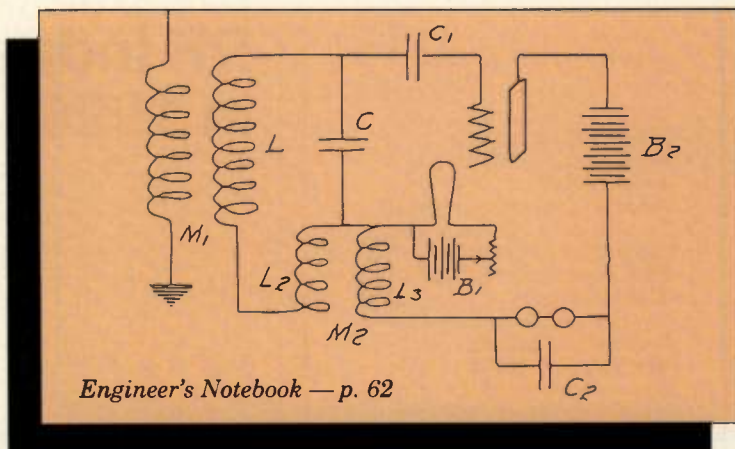 C1
C
L
B2
M1
L2
L3
B1
M2
C2
Engineer's Notebook — p. 62